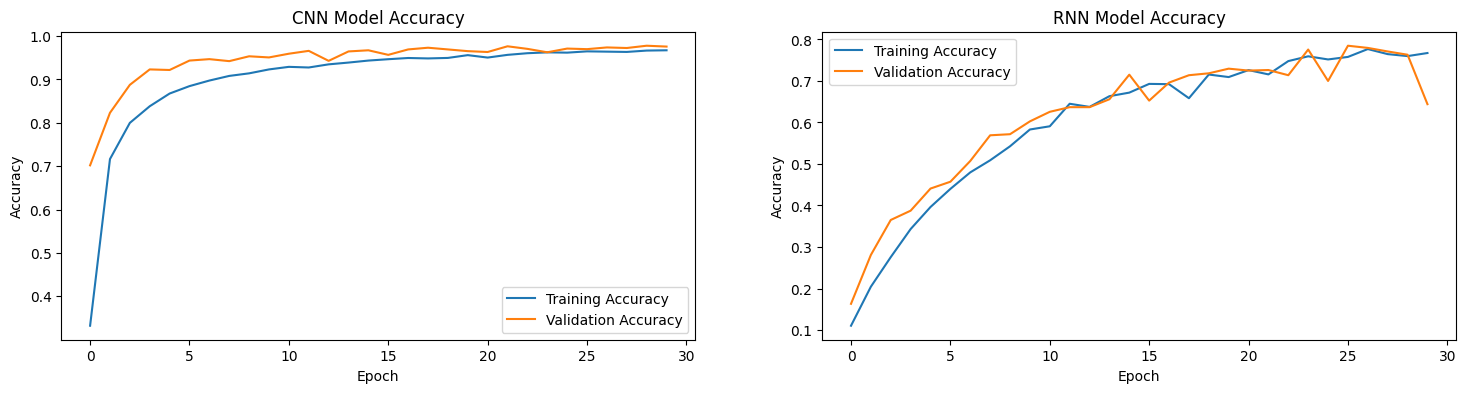 CNN Model Accuracy
1.0
0.9
0.8
0.7
0.6
0.5
0.4
Accuracy
Training Accuracy
Validation Accuracy
0 5 10 15 20 25 30
Epoch
RNN Model Accuracy
0.8
0.7
0.6
0.5
0.4
0.3
0.2
0.1
Accuracy
Training Accuracy
Validation Accuracy
0 5 10 15 20 25 30
Epoch